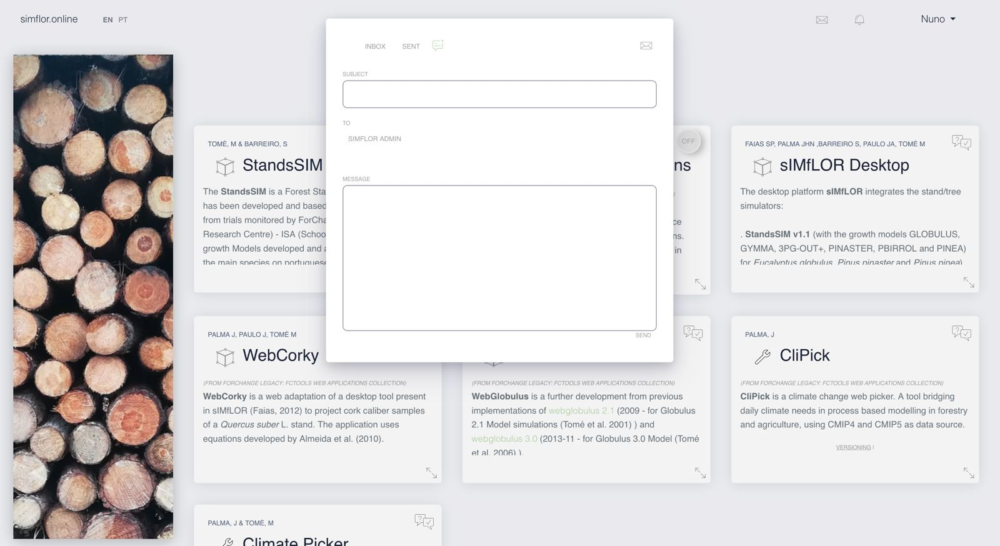 simflor.online
EN PT
Nuno
INBOX
SENT
SUBJECT
TO
SIMFLOR ADMIN
MESSAGE
SEND
TOMÉ, M & BARREIRO, S
StandsSIM
The StandsSIM is a Forest Sta
has been developed and based
from trials monitored by ForCha
Research Centre) - ISA (Schoo
growth Models developed and a
the main species on portuguese
OFF
ns
)
ce
ns.
in
FAIAS SP, PALMA JHN ,BARREIRO S, PAULO JA, TOMÉ M
sIMfLOR Desktop
The desktop platform sIMfLOR integrates the stand/tree
simulators:
. StandsSIM v1.1 (with the growth models GLOBULUS,
GYMMA, 3PG-OUT+, PINASTER, PBIRROL and PINEA)
for Eucalyptus globulus, Pinus pinaster and Pinus pinea)
PALMA J, PAULO J, TOMÉ M
WebCorky
(FROM FORCHANGE LEGACY: FCTOOLS WEB APPLICATIONS COLLECTION)
WebCorky is a web adaptation of a desktop tool present
in sIMfLOR (Faias, 2012) to project cork caliber samples
of a Quercus suber L. stand. The application uses
equations developed by Almeida et al. (2010).
(FROM FORCHANGE LEGACY: FCTOOLS WEB APPLICATIONS COLLECTION)
WebGlobulus is a further development from previous
implementations of webglobulus 2.1 (2009 - for Globulus
2.1 Model simulations (Tomé et al. 2001) ) and
webglobulus 3.0 (2013-11 - for Globulus 3.0 Model (Tomé
et al. 2006) ).
PALMA, J
CliPick
(FROM FORCHANGE LEGACY: FCTOOLS WEB APPLICATIONS COLLECTION)
CliPick is a climate change web picker. A tool bridging
daily climate needs in process based modelling in forestry
and agriculture, using CMIP4 and CMIP5 as data source.
VERSIONING |
PALMA, J & TOMÉ, M
Climate Picker